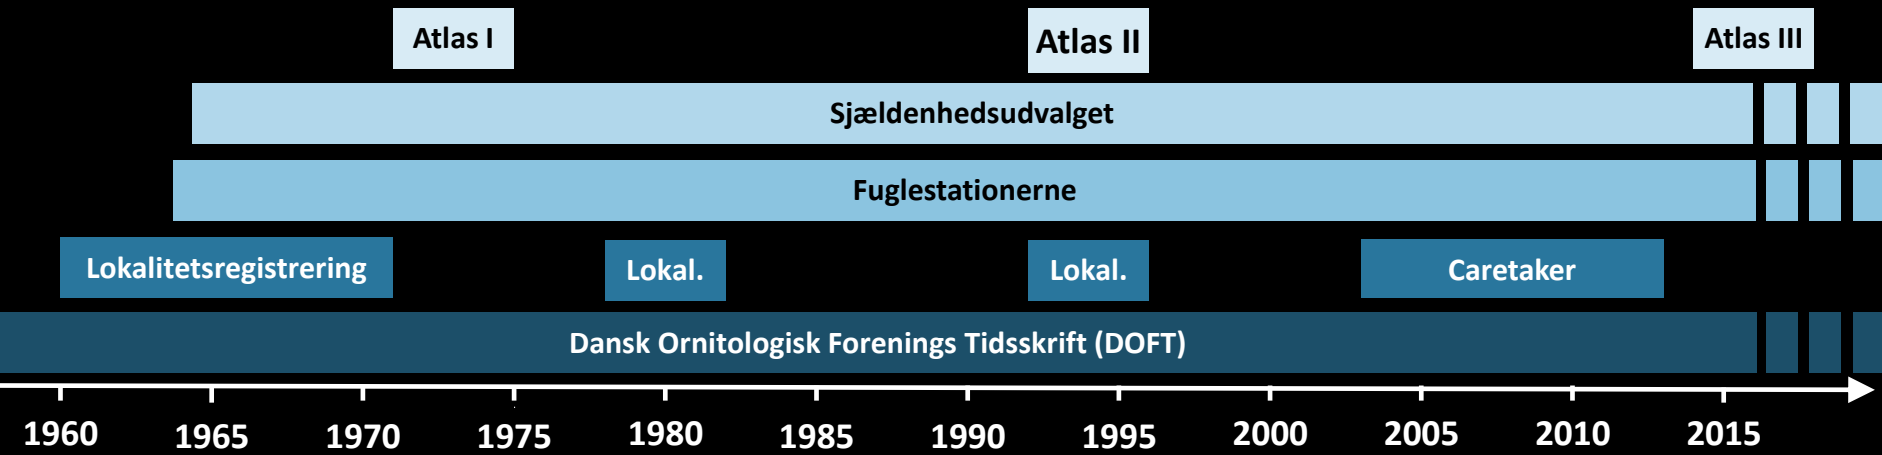 Atlas I
Atlas II
Atlas III
Sjældenhedsudvalget
Fuglestationerne
Lokalitetsregistrering
Lokal.
Lokal.
Caretaker
Dansk Ornitologisk Forenings Tidsskrift (DOFT)
1960 1965 1970 1975 1980 1985 1990 1995 2000 2005 2010 2015